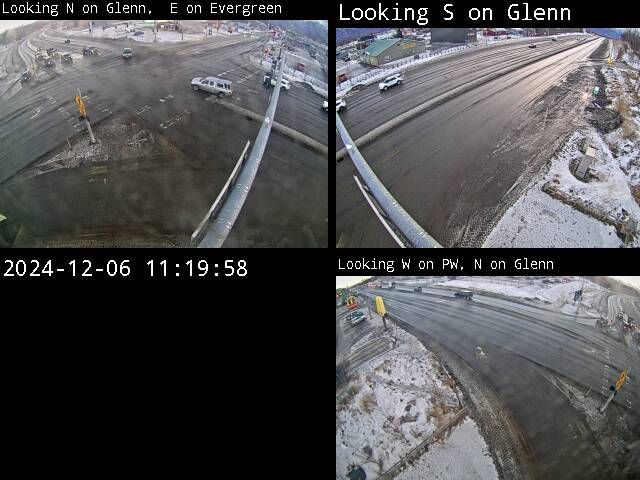 Looking N on Glenn, E on Evergreen
Looking S on Glenn
2024-12-06 11:19:58
Looking W on PW, N on Glenn